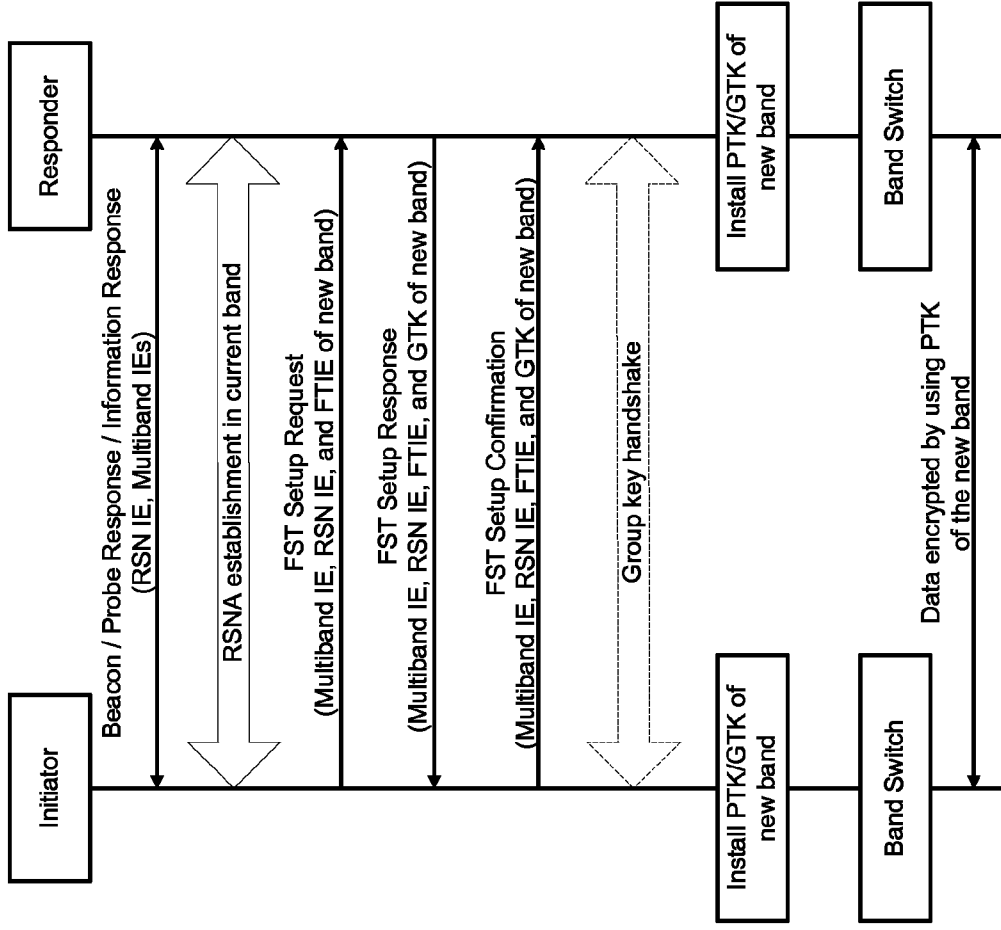 Initiator
Responder
Beacon / Probe Response / Information Response
(RSN IE, Multiband IEs)
RSNA establishment in current band
FST Setup Request
(Multiband IE, RSN IE, and FTIE of new band)
FST Setup Response
(Multiband IE, RSN IE, FTIE, and GTK of new band)
FST Setup Confirmation
(Multiband IE, RSN IE, FTIE, and GTK of new band)
Group key handshake
Install PTK/GTK of
new band
Install PTK/GTK of
new band
Band Switch
Band Switch
Data encrypted by using PTK
of the new band